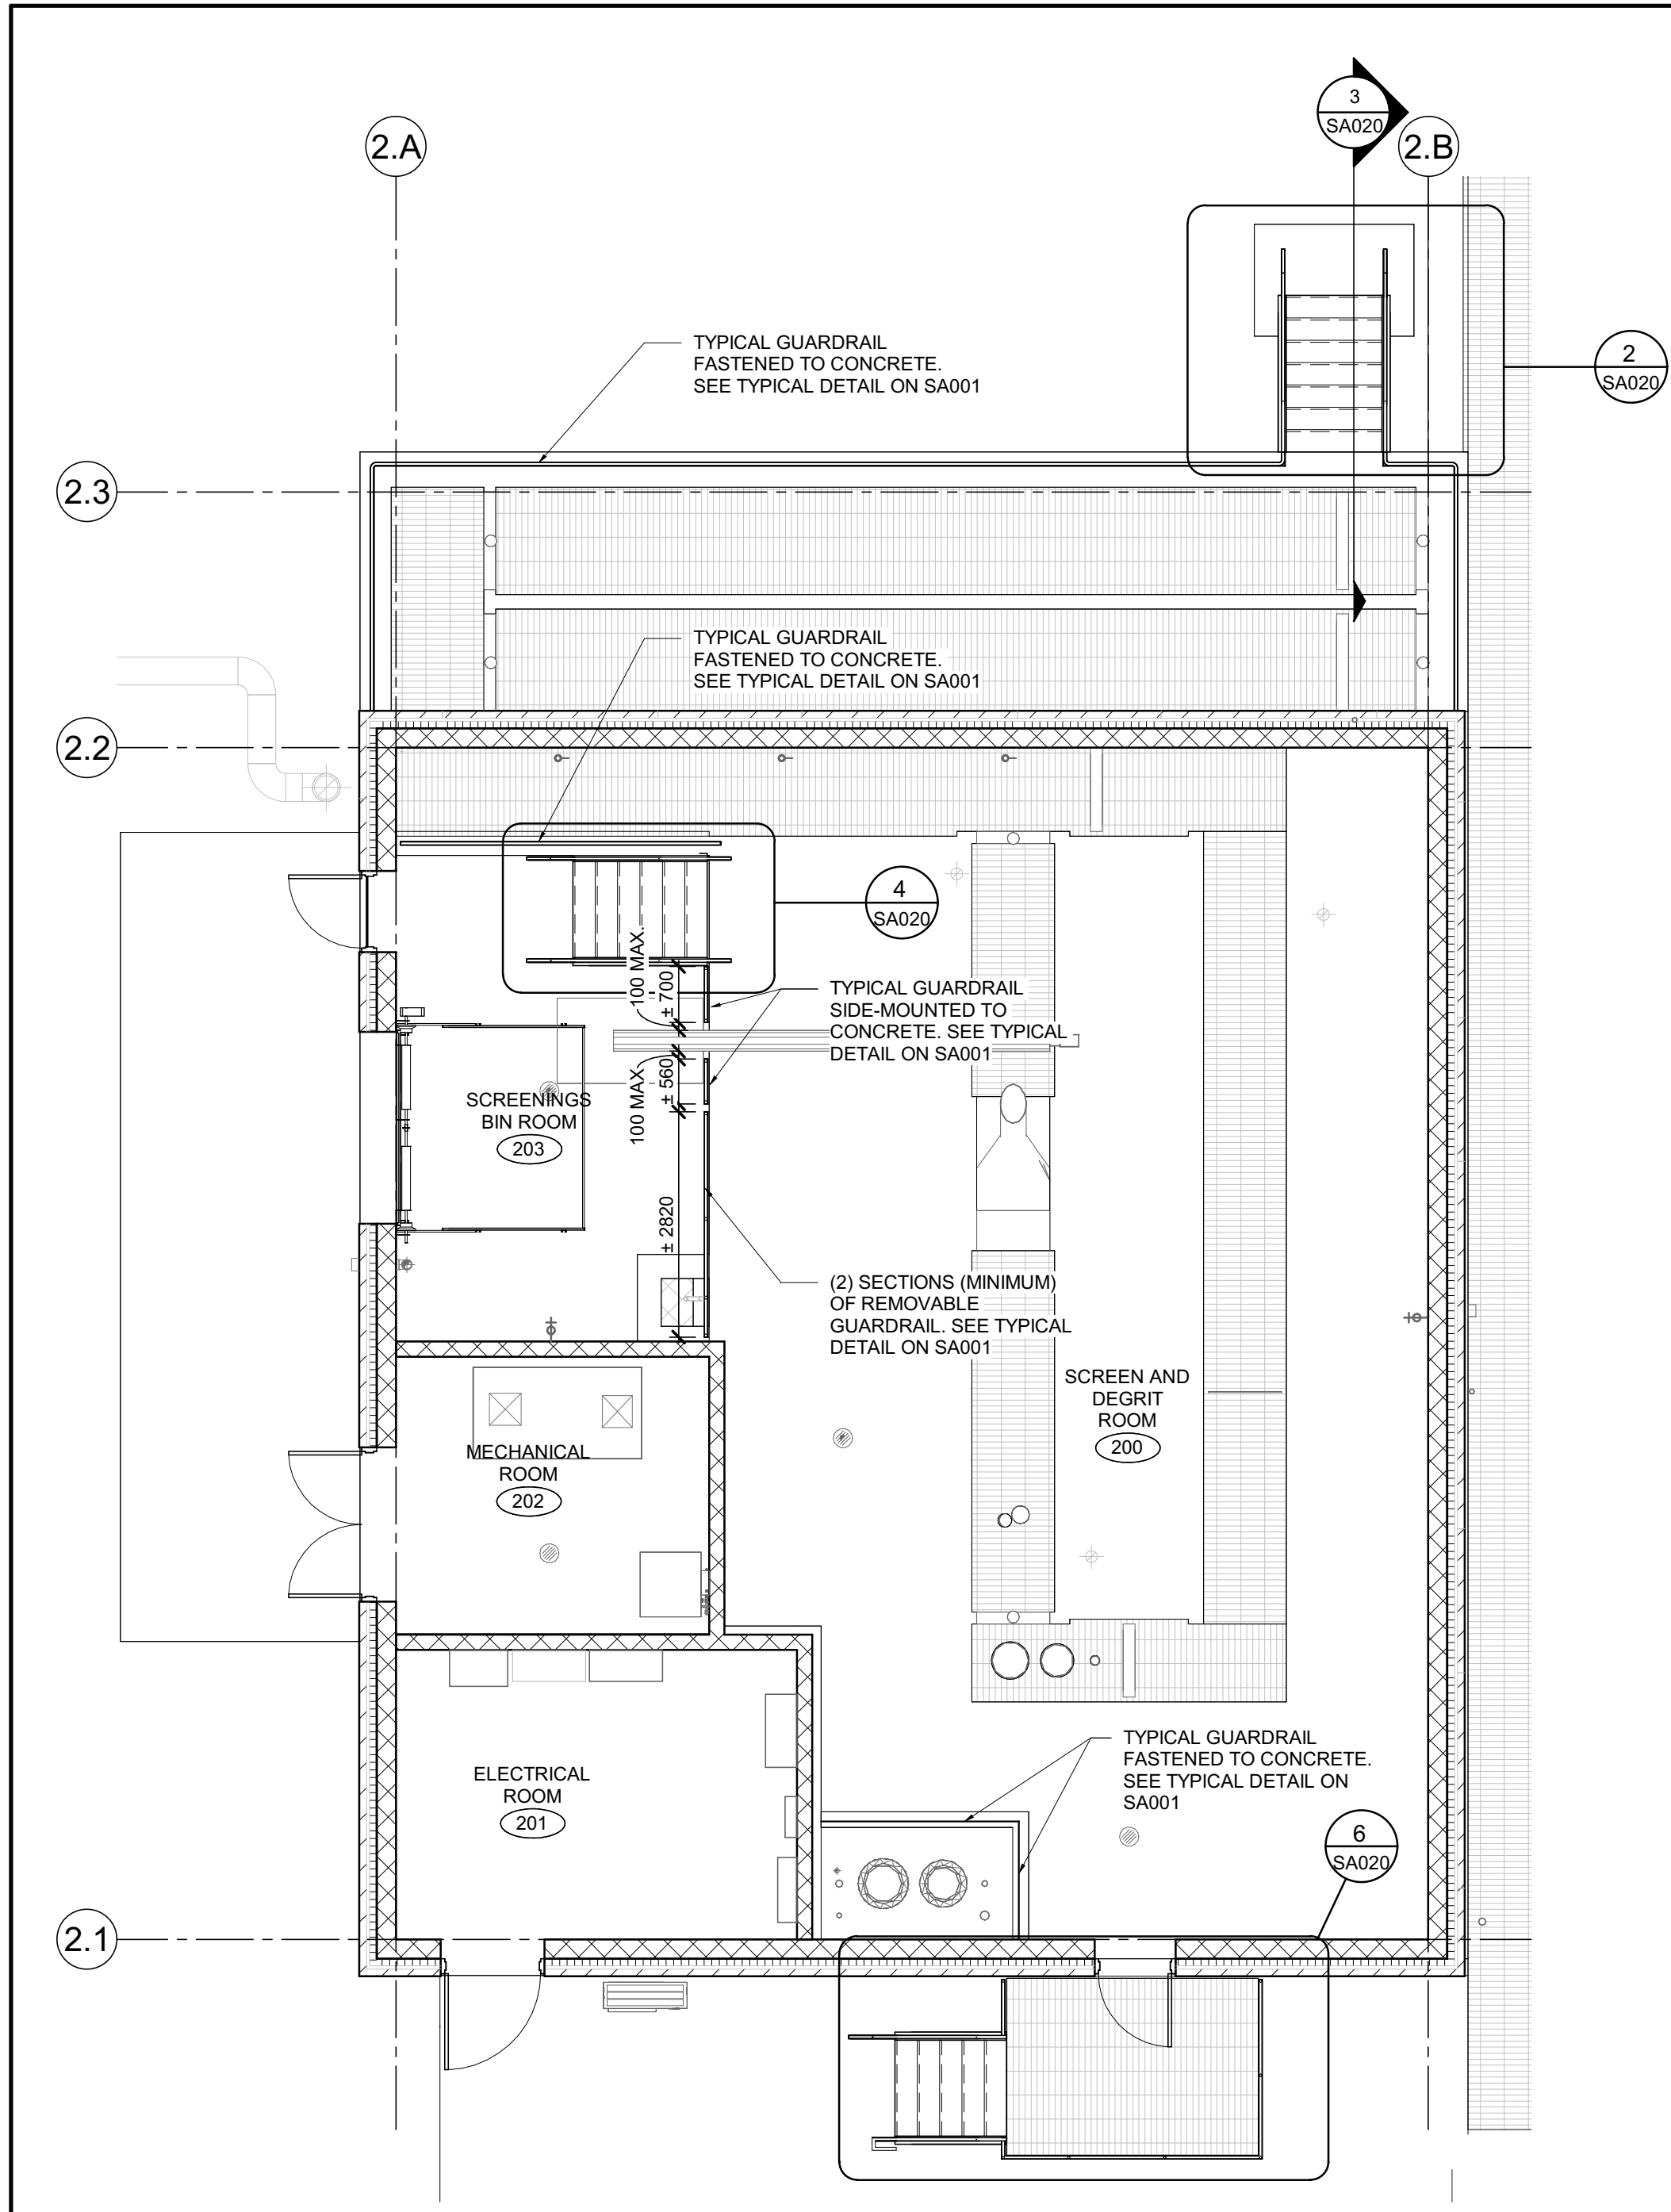 3
SA020
2.A
2.B
2
SA020
TYPICAL GUARDRAIL
FASTENED TO CONCRETE.
SEE TYPICAL DETAIL ON SA001
2.3
TYPICAL GUARDRAIL
FASTENED TO CONCRETE.
SEE TYPICAL DETAIL ON SA001
2.2
4
SA020
100 MAX.
± 700
TYPICAL GUARDRAIL
SIDE-MOUNTED TO
CONCRETE. SEE TYPICAL
DETAIL ON SA001
100 MAX.
± 560
SCREENINGS
BIN ROOM
203
± 2820
(2) SECTIONS (MINIMUM)
OF REMOVABLE
GUARDRAIL. SEE TYPICAL
DETAIL ON SA001
SCREEN AND
DEGRIT
ROOM
200
MECHANICAL
ROOM
202
TYPICAL GUARDRAIL
FASTENED TO CONCRETE.
SEE TYPICAL DETAIL ON
SA001
ELECTRICAL
ROOM
201
6
SA020
2.1